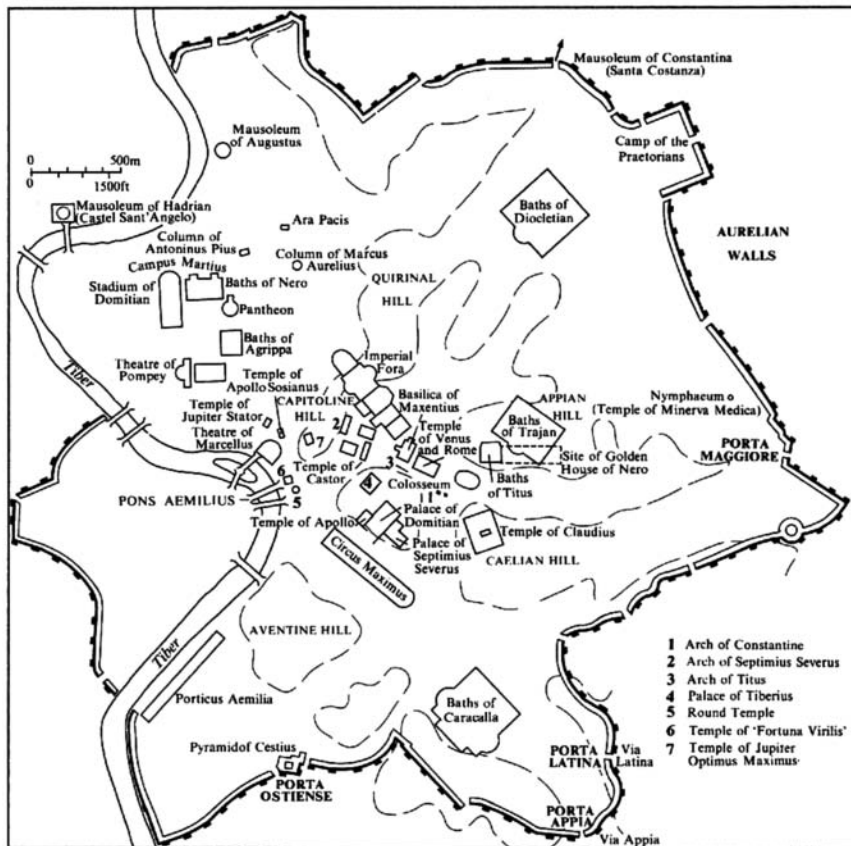 Mausoleum of Constantina
(Santa Costanza)
Mausoleum
of Augustus
Camp of the
Praetorians
0 500m
0 1500ft
Mausoleum of Hadrian
(Castel Sant'Angelo)
Baths of
Diocletian
Ara Pacis
Column of
Antoninus Pius
Campus Martius
Column of Marcus
Aurelius
AURELIAN
WALLS
Stadium of
Domitian
Baths of Nero
QUIRINAL
HILL
Pantheon
Baths of
Agrippa
Tiber
Theatre of
Pompey
Imperial
Fora
Temple of
Apollo Sosianus
Temple of
Jupiter Stator
CAPITOLINE
HILL
Basilica of
Maxentius
APPIAN
HILL
Nymphaeum
(Temple of Minerva Medica)
Theatre of
Marcellus
2
7
Temple
of Venus
and Rome
Baths
of Trajan
PORTA
MAGGIORE
Temple of
Castor
3
Site of Golden
House of Nero
6
4
Colosseum
1
Baths
of Titus
PONS AEMILIUS
5
Temple of Apollo
Palace of
Domitian
Temple of Claudius
Palace of
Septimius
Severus
CAELIAN HILL
Circus Maximus
AVENTINE HILL
Tiber
Porticus Aemilia
Baths of
Caracalla
Pyramidof Cestius
PORTA
OSTIENSE
PORTA
LATINA
Via
Latina
PORTA
APPIA
Via Appia
1 Arch of Constantine
2 Arch of Septimius Severus
3 Arch of Titus
4 Palace of Tiberius
5 Round Temple
6 Temple of 'Fortuna Virilis'
7 Temple of Jupiter
Optimus Maximus